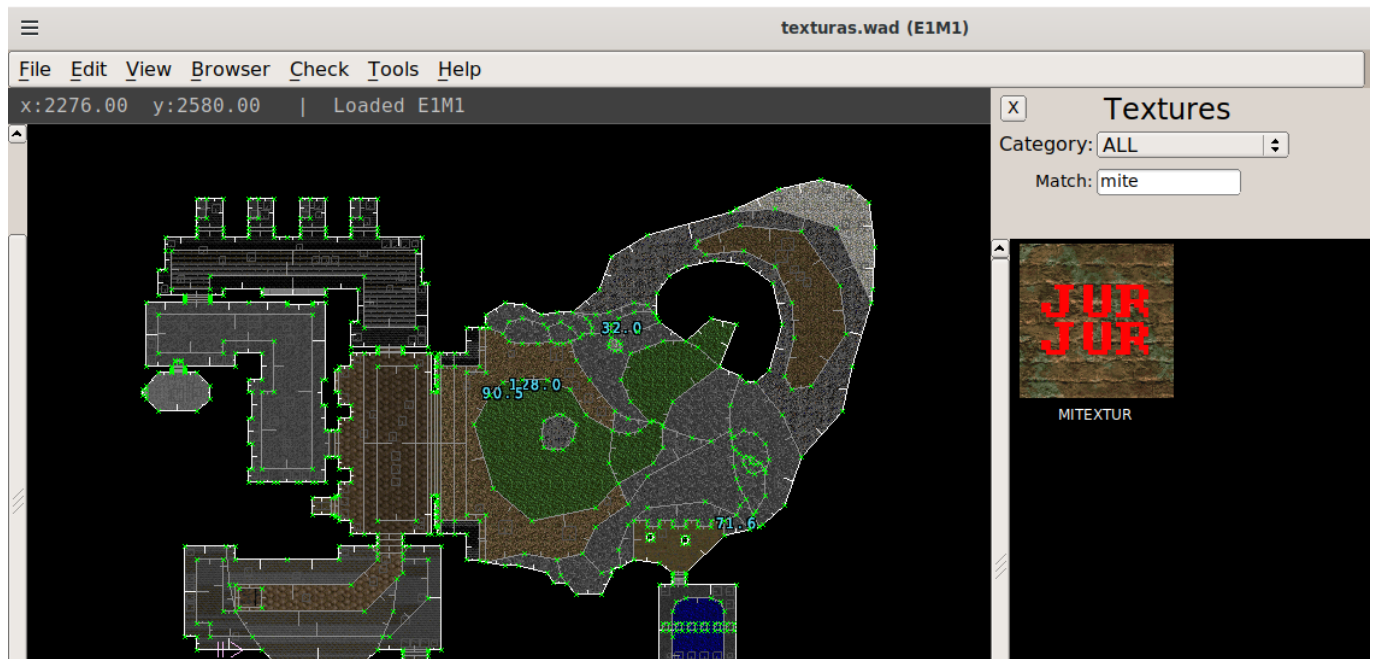 texturas.wad (E1M1)
File Edit View Browser Check Tools Help
x:2276.00 y:2580.00 | Loaded E1M1
X Textures
Category: ALL
Match: mite
32.0
128.0
90.5
71.6
JUR
JUR
MITEXTUR